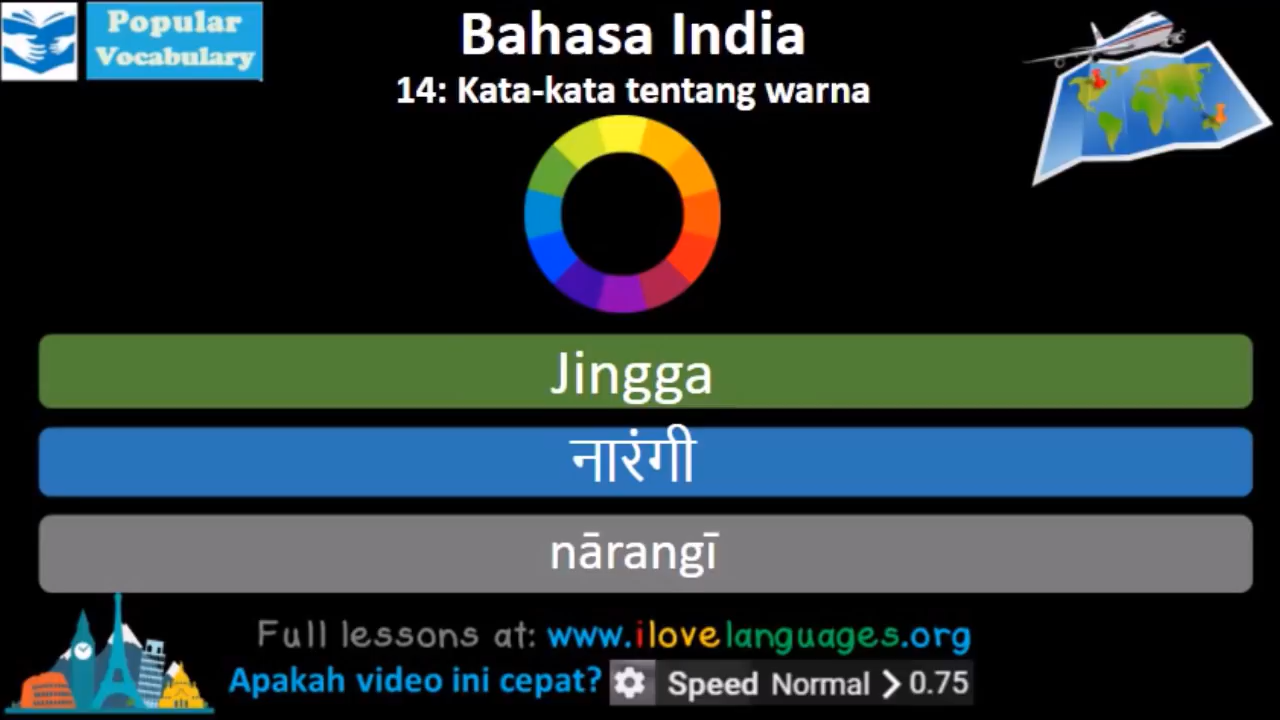 Popular
Vocabulary
Bahasa India
14: Kata-kata tentang warna
Jingga
नारंगी
nārangī
Full lessons at: www.ilovelanguages.org
Apakah video ini cepat? Speed Normal > 0.75